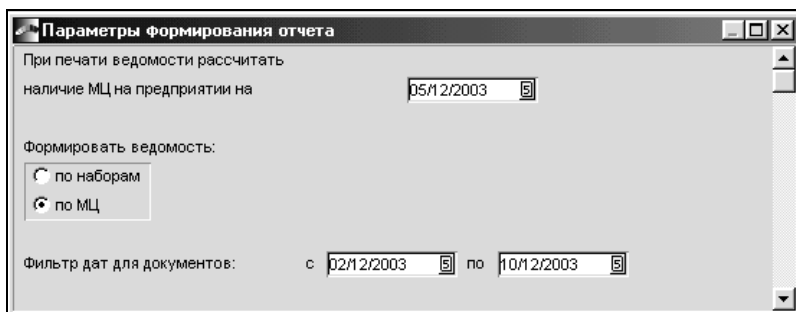 Параметры формирования отчета
При печати ведомости рассчитать
наличие МЦ на предприятии на 05/12/2003
Формировать ведомость:
по наборам
по МЦ
Фильтр дат для документов: с 02/12/2003 по 10/12/2003